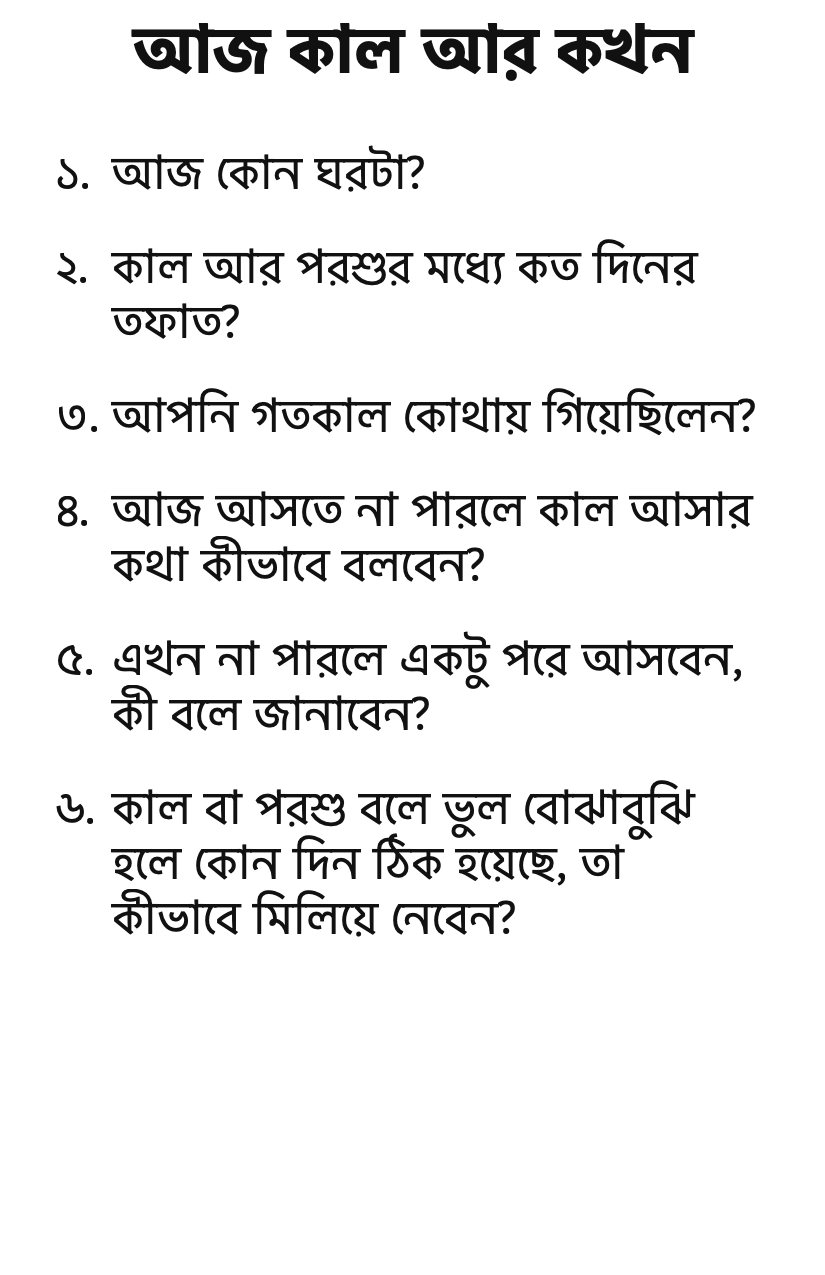 আজ কাল আর কখন
১. আজ কোন ঘরটা?
২. কাল আর পরশুর মধ্যে কত দিনের
তফাত?
৩. আপনি গতকাল কোথায় গিয়েছিলেন?
৪. আজ আসতে না পারলে কাল আসার
কথা কীভাবে বলবেন?
৫. এখন না পারলে একটু পরে আসবেন,
কী বলে জানাবেন?
৬. কাল বা পরশু বলে ভুল বোঝাবুঝি
হলে কোন দিন ঠিক হয়েছে, তা
কীভাবে মিলিয়ে নেবেন?